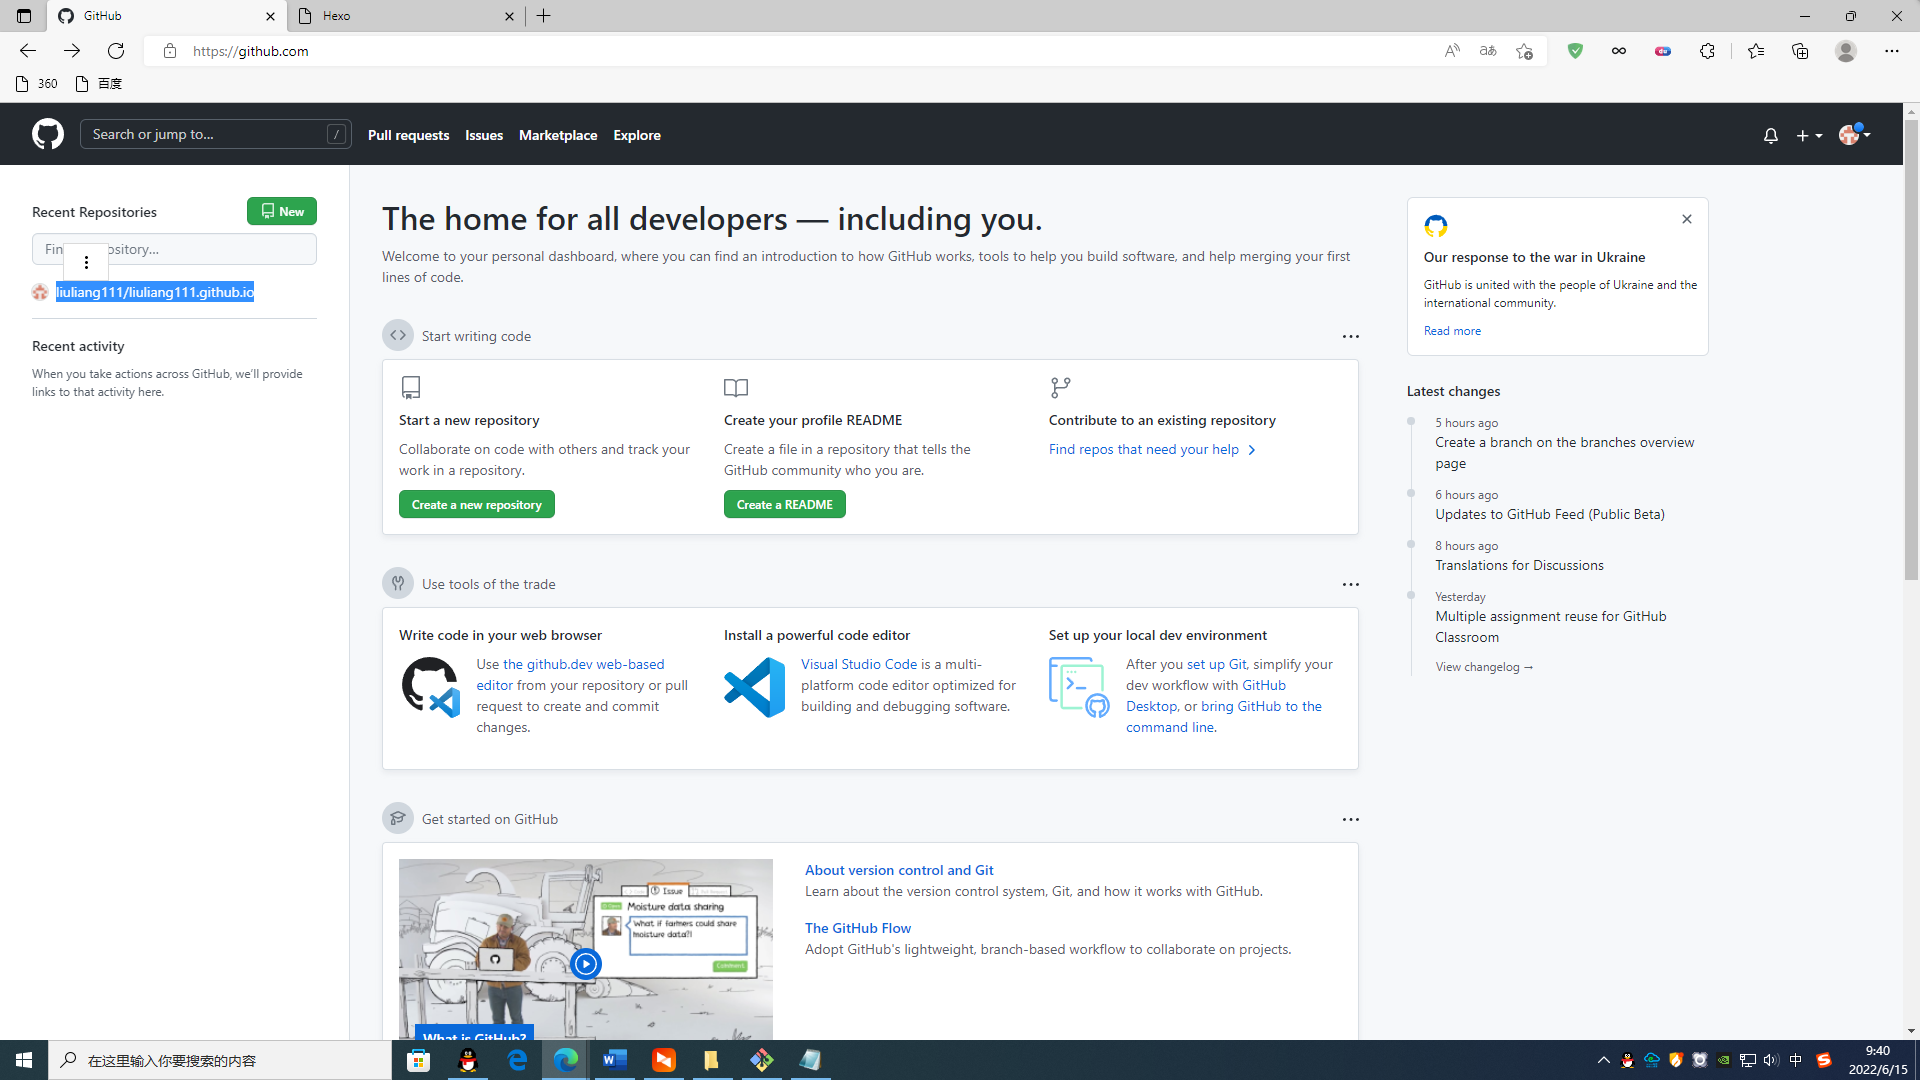 GitHub
Hexo
https://github.com
360
百度
Search or jump to...
/
Pull requests
Issues
Marketplace
Explore
Recent Repositories
New
liuliang111/liuliang111.github.io
Recent activity
When you take actions across GitHub, we'll provide
links to that activity here.
The home for all developers — including you.
Welcome to your personal dashboard, where you can find an introduction to how GitHub works, tools to help you build software, and help merging your first
lines of code.
Start writing code
Start a new repository
Collaborate on code with others and track your
work in a repository.
Create a new repository
Create your profile README
Create a file in a repository that tells the
GitHub community who you are.
Create a README
Contribute to an existing repository
Find repos that need your help
Use tools of the trade
Write code in your web browser
Use the github.dev web-based
editor from your repository or pull
request to create and commit
changes.
Install a powerful code editor
Visual Studio Code is a multi-
platform code editor optimized for
building and debugging software.
Set up your local dev environment
After you set up Git, simplify your
dev workflow with GitHub
Desktop, or bring GitHub to the
command line.
Get started on GitHub
Issue
Moisture data sharing
What if farmers could share
moisture data?!
Comment
What is GitHub?
About version control and Git
Learn about the version control system, Git, and how it works with GitHub.
The GitHub Flow
Adopt GitHub's lightweight, branch-based workflow to collaborate on projects.
Our response to the war in Ukraine
GitHub is united with the people of Ukraine and the
international community.
Read more
Latest changes
5 hours ago
Create a branch on the branches overview
page
6 hours ago
Updates to GitHub Feed (Public Beta)
8 hours ago
Translations for Discussions
Yesterday
Multiple assignment reuse for GitHub
Classroom
View changelog →
在这里输入你要搜索的内容
中
9:40
2022/6/15